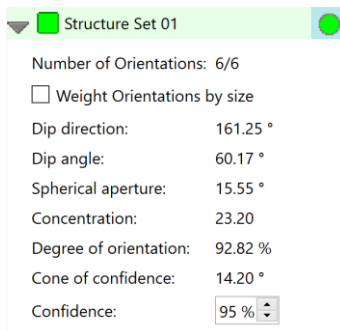 Structure Set 01
Number of Orientations: 6/6
Weight Orientations by size
Dip direction: 161.25 °
Dip angle: 60.17 °
Spherical aperture: 15.55 °
Concentration: 23.20
Degree of orientation: 92.82 %
Cone of confidence: 14.20 °
Confidence: 95 %